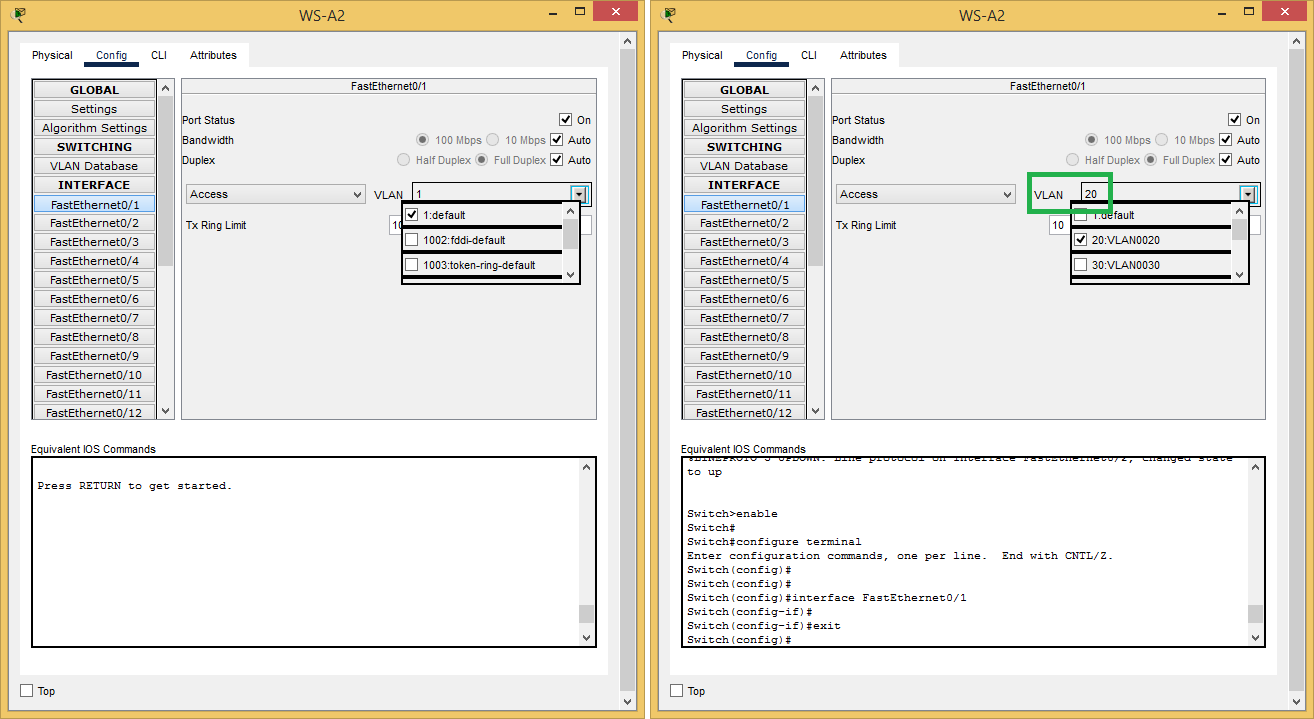 WS-A2
Physical Config CLI Attributes
GLOBAL
Settings
Algorithm Settings
SWITCHING
VLAN Database
INTERFACE
FastEthernet0/1
FastEthernet0/2
FastEthernet0/3
FastEthernet0/4
FastEthernet0/5
FastEthernet0/6
FastEthernet0/7
FastEthernet0/8
FastEthernet0/9
FastEthernet0/10
FastEthernet0/11
FastEthernet0/12
FastEthernet0/1
Port Status On
Bandwidth 100 Mbps 10 Mbps Auto
Duplex Half Duplex Full Duplex Auto
Access VLAN 1
1:default
Tx Ring Limit 10
1002:fddi-default
1003:token-ring-default
Equivalent IOS Commands
Press RETURN to get started.
Top
WS-A2
Physical Config CLI Attributes
GLOBAL
Settings
Algorithm Settings
SWITCHING
VLAN Database
INTERFACE
FastEthernet0/1
FastEthernet0/2
FastEthernet0/3
FastEthernet0/4
FastEthernet0/5
FastEthernet0/6
FastEthernet0/7
FastEthernet0/8
FastEthernet0/9
FastEthernet0/10
FastEthernet0/11
FastEthernet0/12
FastEthernet0/1
Port Status On
Bandwidth 100 Mbps 10 Mbps Auto
Duplex Half Duplex Full Duplex Auto
Access VLAN 20
1:default
Tx Ring Limit 10
20:VLAN0020
30:VLAN0030
Equivalent IOS Commands
%LINEPROTO-5-UPDOWN: Line protocol on Interface FastEthernet0/2, changed state
to up
Switch>enable
Switch#
Switch#configure terminal
Enter configuration commands, one per line. End with CNTL/Z.
Switch(config)#
Switch(config)#
Switch(config)#interface FastEthernet0/1
Switch(config-if)#
Switch(config-if)#exit
Switch(config)#
Top